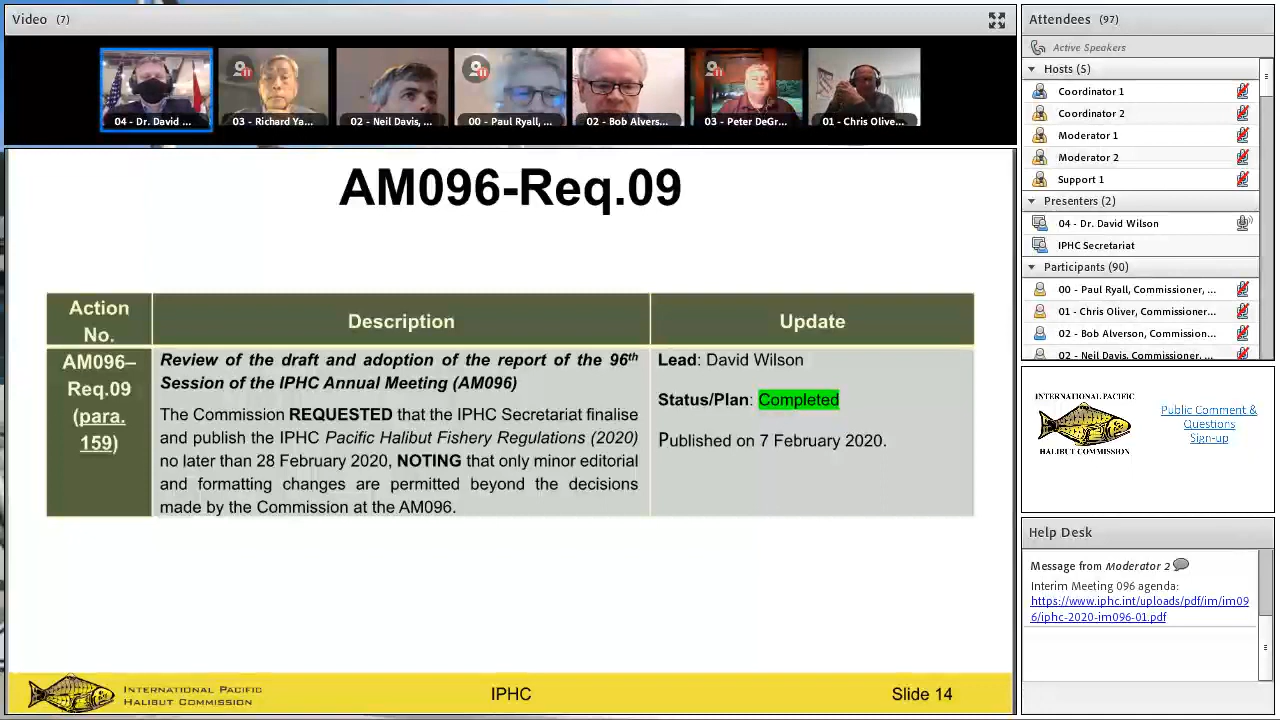 Video (7)
04 - Dr. David ...
03 - Richard Ya...
02 - Neil Davis, ...
00 - Paul Ryall, ...
02 - Bob Alvers...
03 - Peter DeGr...
01 - Chris Olive...
AM096-Req.09
Action
No.
Description
Update
AM096–
Req.09
(para.
159)
Review of the draft and adoption of the report of the 96th
Session of the IPHC Annual Meeting (AM096)
The Commission REQUESTED that the IPHC Secretariat finalise
and publish the IPHC Pacific Halibut Fishery Regulations (2020)
no later than 28 February 2020, NOTING that only minor editorial
and formatting changes are permitted beyond the decisions
made by the Commission at the AM096.
Lead: David Wilson
Status/Plan: Completed
Published on 7 February 2020.
INTERNATIONAL PACIFIC
HALIBUT COMMISSION
IPHC
Slide 14
Attendees (97)
Active Speakers
Hosts (5)
Coordinator 1
Coordinator 2
Moderator 1
Moderator 2
Support 1
Presenters (2)
04 - Dr. David Wilson
IPHC Secretariat
Participants (90)
00 - Paul Ryall, Commissioner, ...
01 - Chris Oliver, Commissioner...
02 - Bob Alverson, Commission...
02 - Neil Davis, Commissioner, ...
INTERNATIONAL PACIFIC
HALIBUT COMMISSION
Public Comment &
Questions
Sign-up
Help Desk
Message from Moderator 2
Interim Meeting 096 agenda:
https://www.iphc.int/uploads/pdf/im/im09
6/iphc-2020-im096-01.pdf